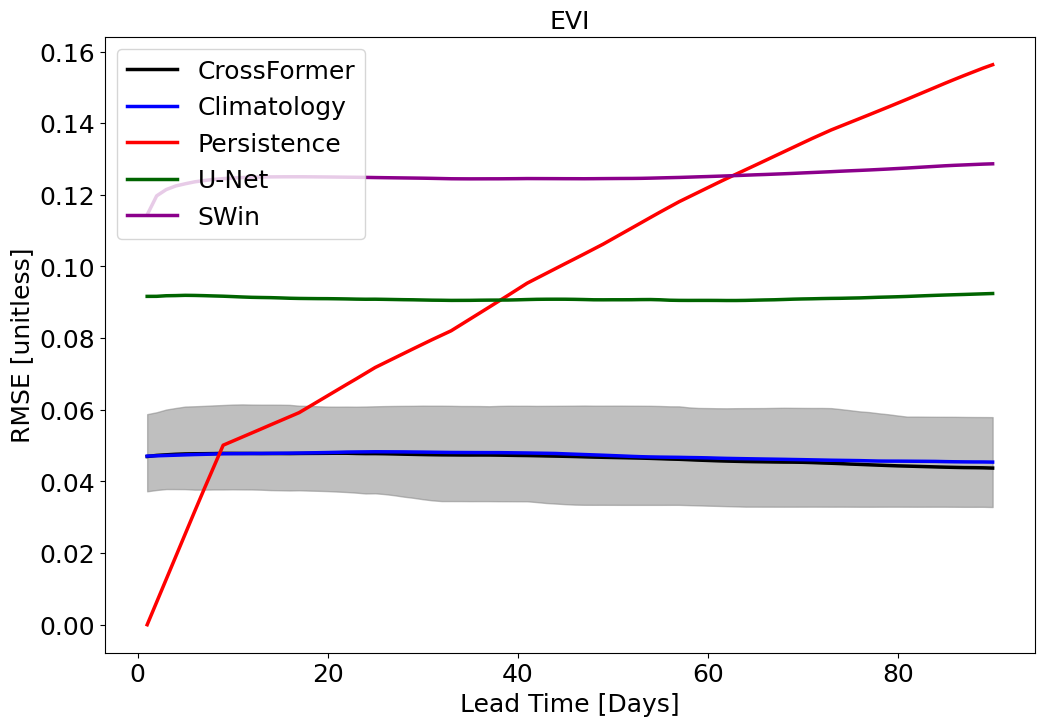 EVI
0.16
0.14
0.12
0.10
0.08
0.06
0.04
0.02
0.00
RMSE [unitless]
CrossFormer
Climatology
Persistence
U-Net
SWin
0 20 40 60 80
Lead Time [Days]